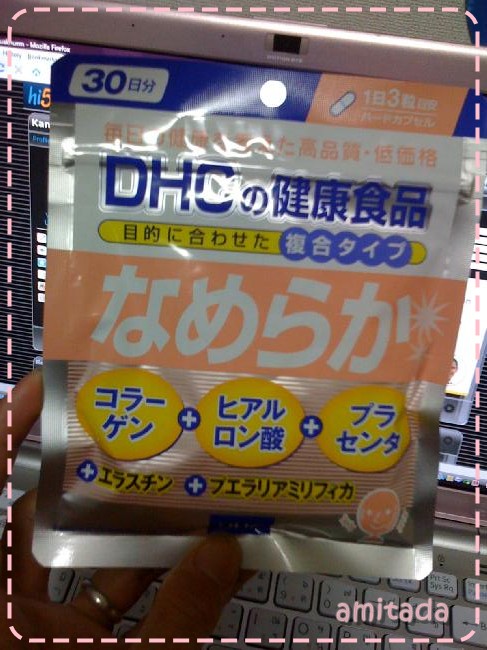 Mozilla Firefox
hi5
30日分
1日3粒目安
ハードカプセル
毎日の健康を考えた高品質・低価格
DHCの健康食品
目的に合わせた 複合タイプ
なめらか
コラーゲン + ヒアルロン酸 + プラセンタ
+エラスチン +プエラリアミリフィカ
amitada